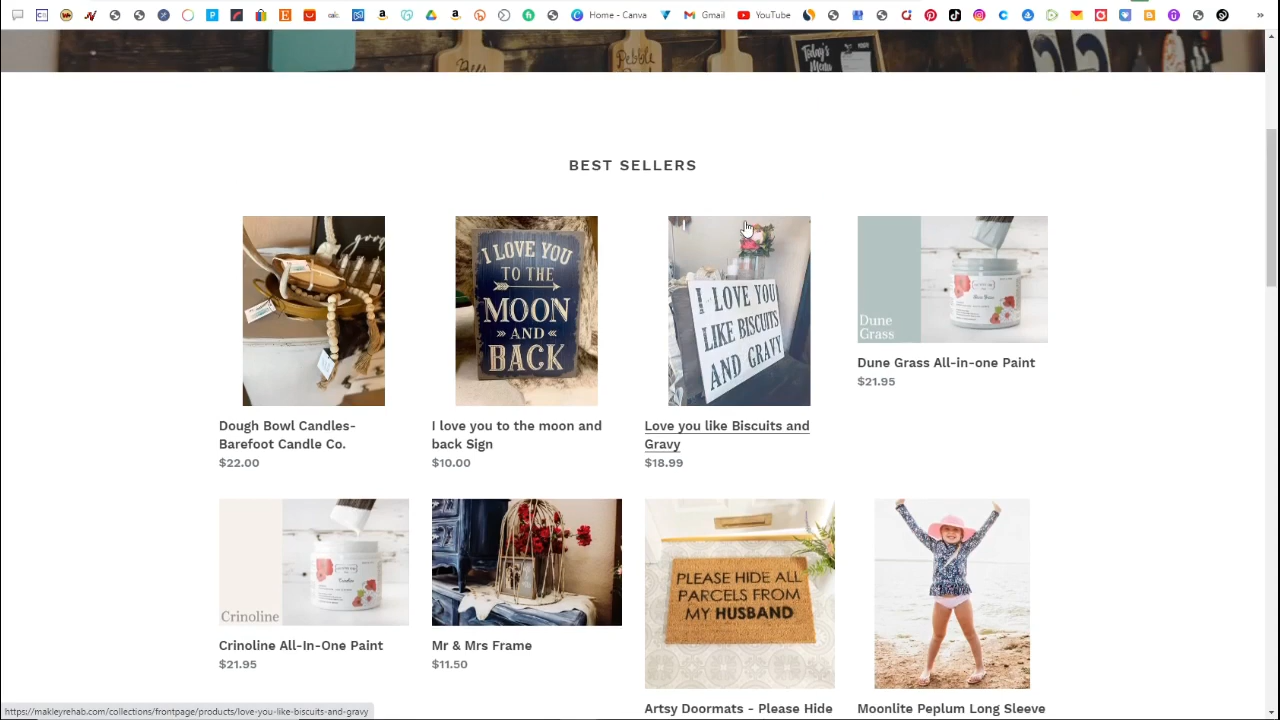 Home - Canva
Gmail
YouTube
»
Pebble
Today's
Menu
22
BEST SELLERS
I LOVE YOU
TO THE
MOON
» AND «
BACK
I LOVE YOU
LIKE BISCUITS
AND GRAVY
Dune
Grass
Dough Bowl Candles-
Barefoot Candle Co.
$22.00
I love you to the moon and
back Sign
$10.00
Love you like Biscuits and
Gravy
$18.99
Dune Grass All-in-one Paint
$21.95
Crinoline
PLEASE HIDE ALL
PARCELS FROM
MY HUSBAND
Crinoline All-In-One Paint
$21.95
Mr & Mrs Frame
$11.50
Artsy Doormats - Please Hide
Moonlite Peplum Long Sleeve
https://makleyrehab.com/collections/frontpage/products/love-you-like-biscuits-and-gravy